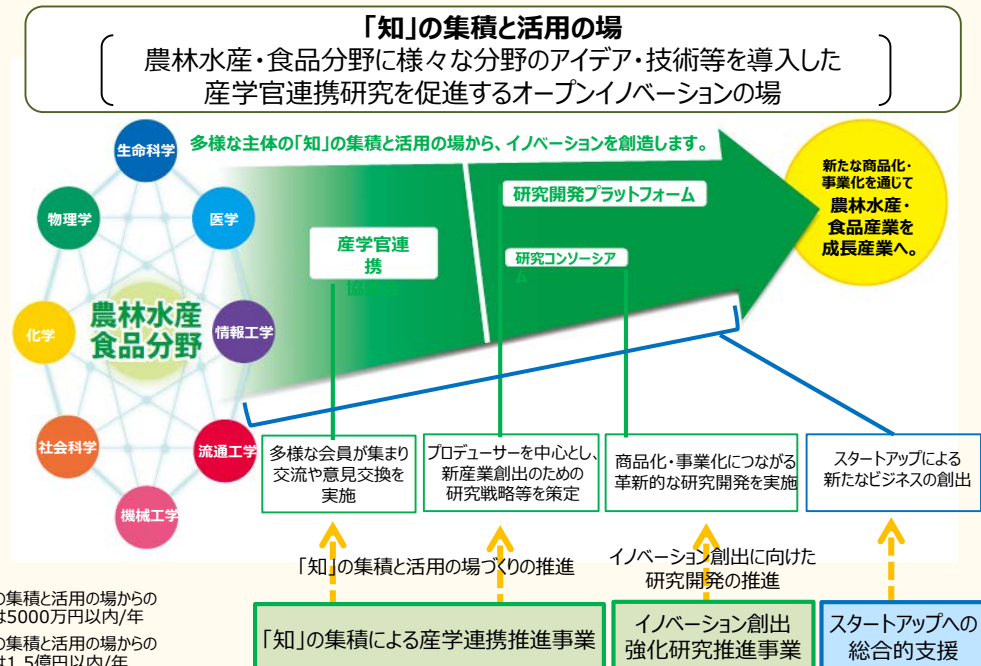 「知」の集積と活用の場
農林水産・食品分野に様々な分野のアイデア・技術等を導入した
産学官連携研究を促進するオープンイノベーションの場
多様な主体の「知」の集積と活用の場から、イノベーションを創造します。
生命科学
物理学
医学
化学
農林水産
食品分野
情報工学
社会科学
流通工学
機械工学
産学官連
携
協
研究開発プラットフォーム
研究コンソーシア
ム
新たな商品化・
事業化を通じて
農林水産・
食品産業を
成長産業へ。
多様な会員が集まり
交流や意見交換を
実施
プロデューサーを中心とし、
新産業創出のための
研究戦略等を策定
商品化・事業化につながる
革新的な研究開発を実施
スタートアップによる
新たなビジネスの創出
「知」の集積と活用の場づくりの推進
イノベーション創出に向けた
研究開発の推進
の集積と活用の場からの
は5000万円以内/年
の集積と活用の場からの
は1.5億円以内/年
「知」の集積による産学連携推進事業
イノベーション創出
強化研究推進事業
スタートアップへの
総合的支援